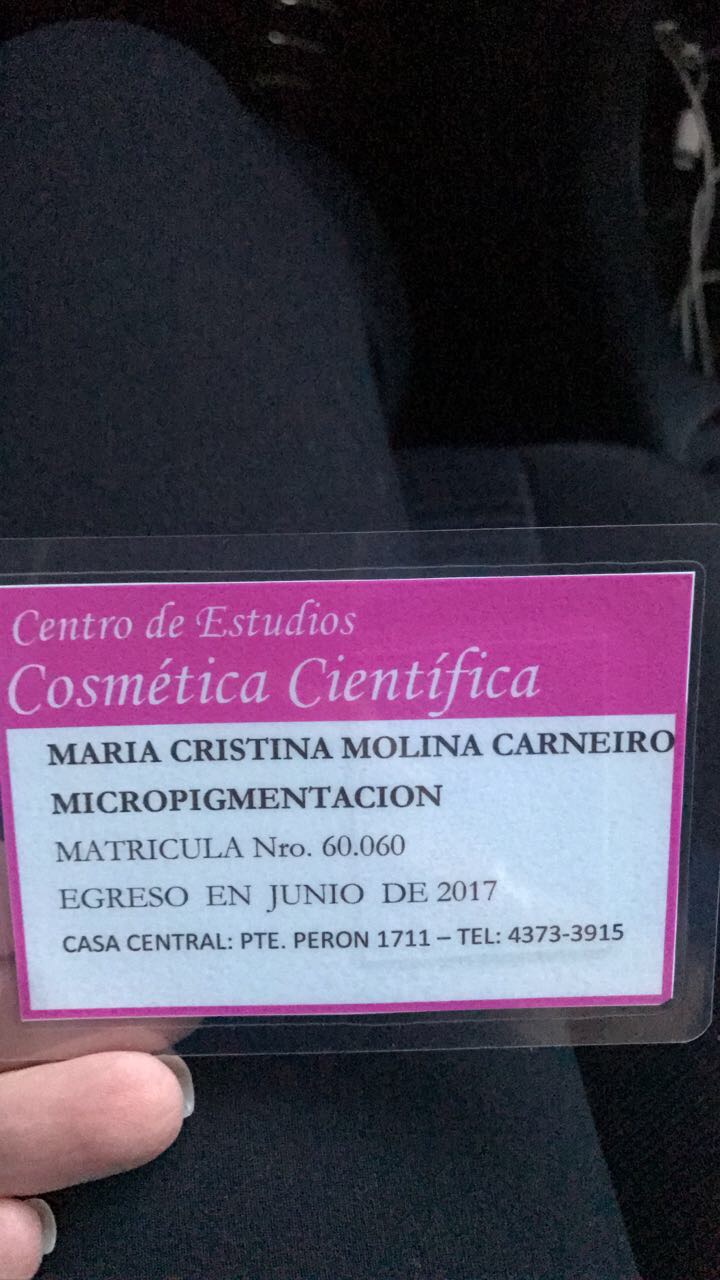 Centro de Estudios
Cosmética Científica
MARIA CRISTINA MOLINA CARNEIRO
MICROPIGMENTACION
MATRICULA Nro. 60.060
EGRESO EN JUNIO DE 2017
CASA CENTRAL: PTE. PERON 1711 – TEL: 4373-3915